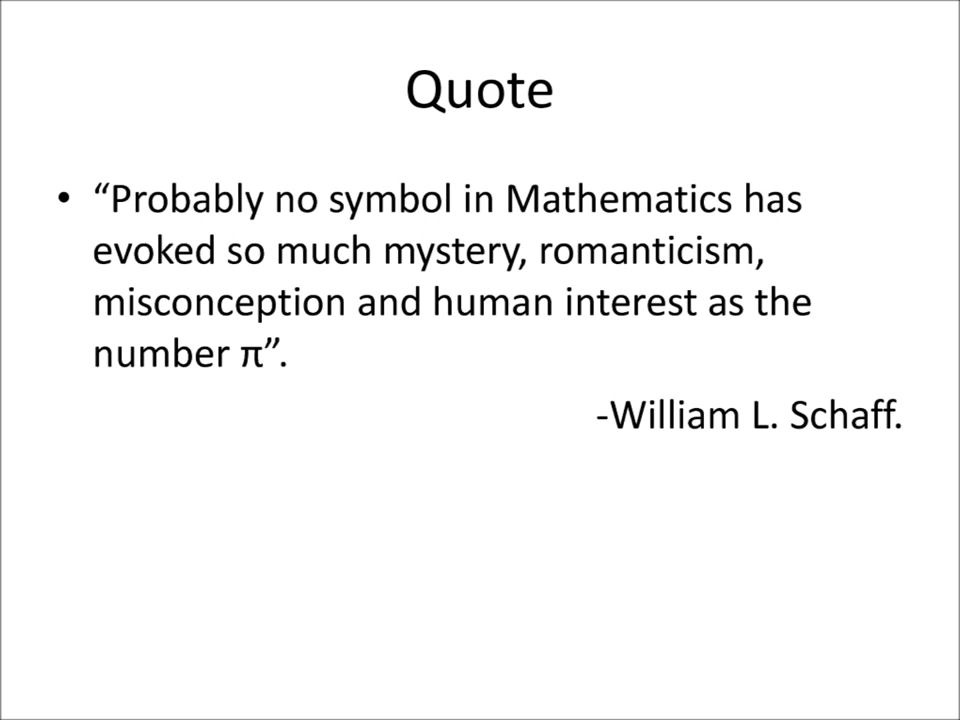 Quote
• “Probably no symbol in Mathematics has
evoked so much mystery, romanticism,
misconception and human interest as the
number π”.
-William L. Schaff.